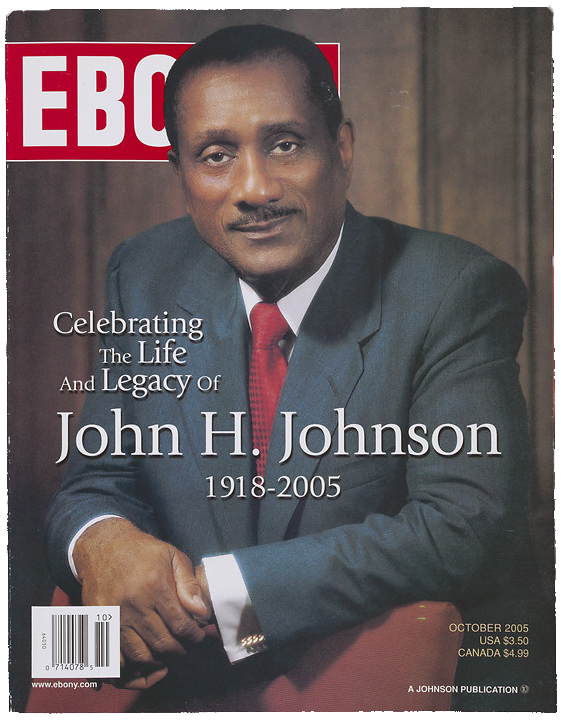 EBO
Celebrating
The Life
And Legacy Of
John H. Johnson
1918-2005
10>
05079
0 714078 5
www.ebony.com
OCTOBER 2005
USA $3.50
CANADA $4.99
A JOHNSON PUBLICATION